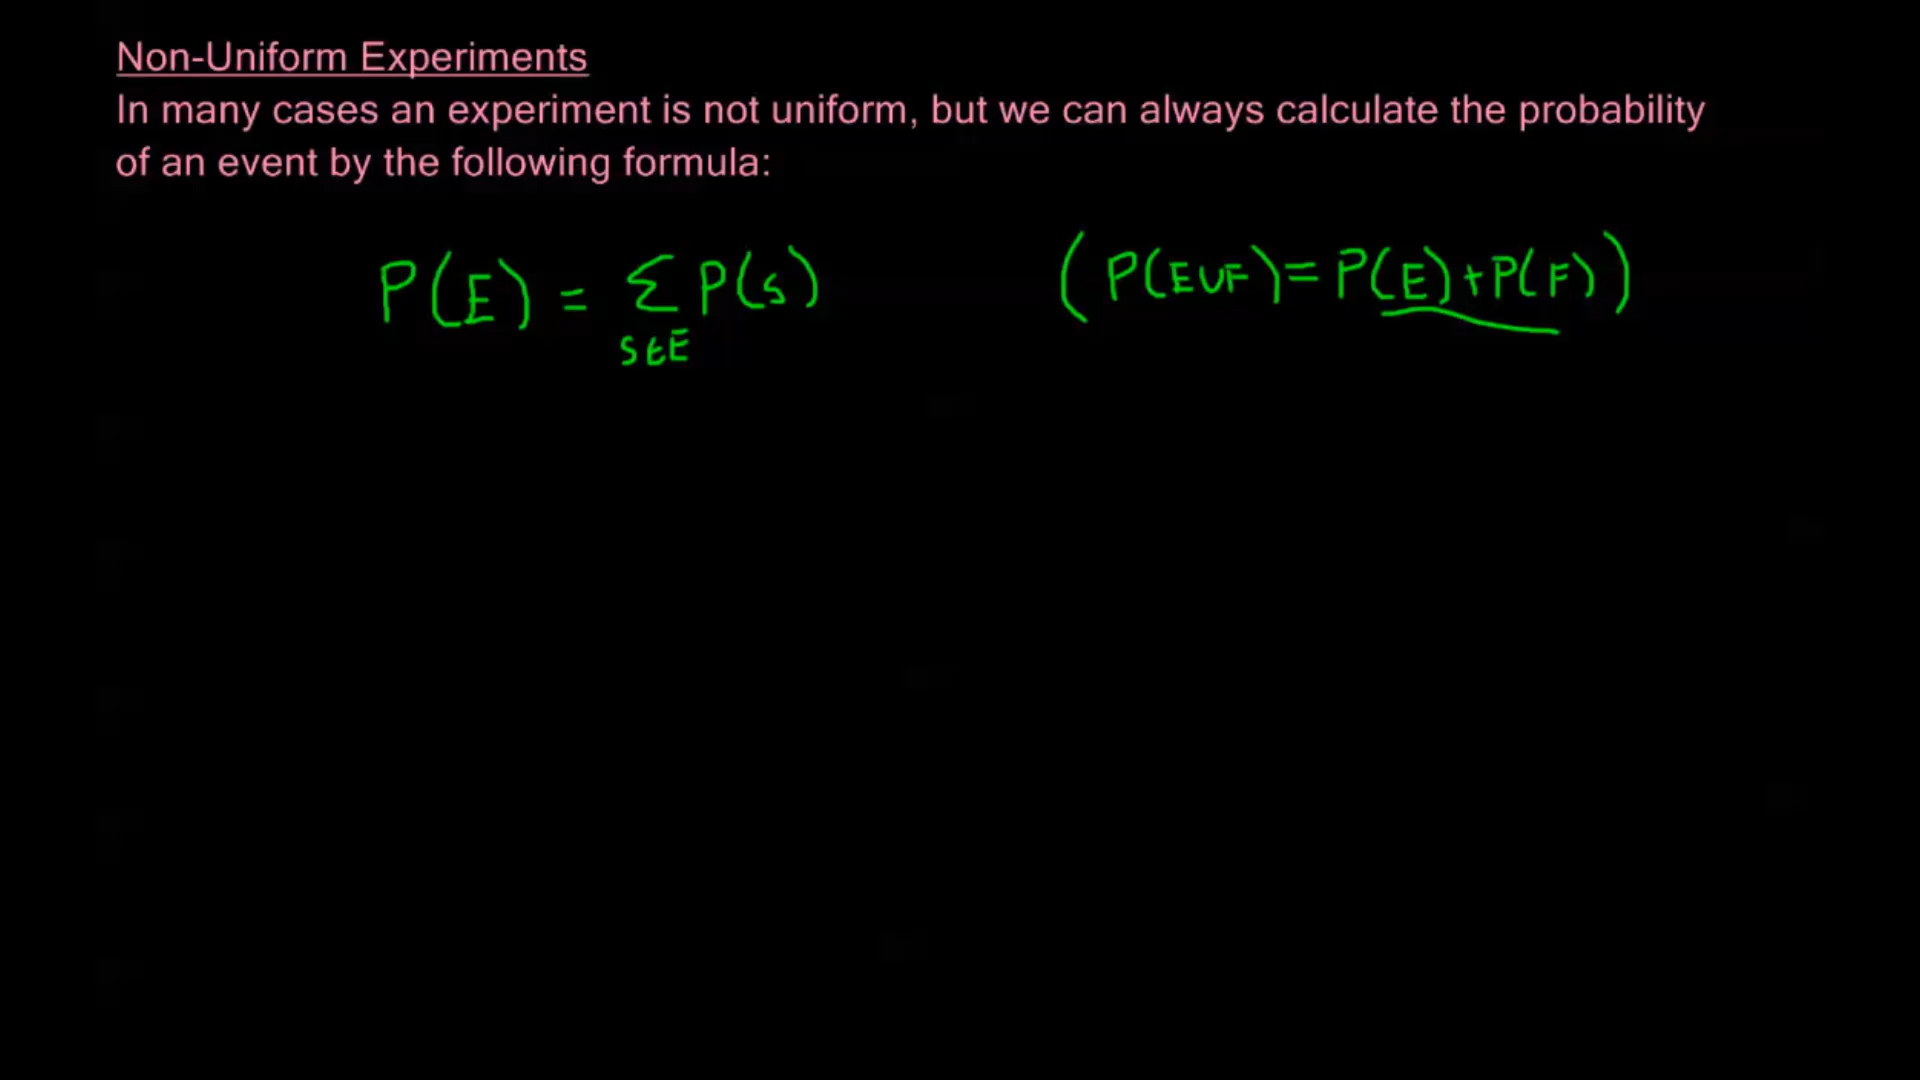 Non-Uniform Experiments
In many cases an experiment is not uniform, but we can always calculate the probability
of an event by the following formula:
P(E) = Σ P(s) (P(E∪F)=P(E)+P(F))
S∈E